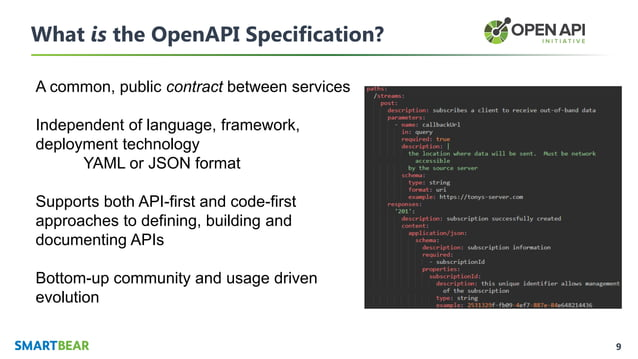 What is the OpenAPI Specification?
OPEN API
INITIATIVE
A common, public contract between services
Independent of language, framework,
deployment technology
YAML or JSON format
Supports both API-first and code-first
approaches to defining, building and
documenting APIs
Bottom-up community and usage driven
evolution
paths:
/streams:
post:
description: subscribes a client to receive out-of-band data
parameters:
- name: callbackUrl
in: query
required: true
description: |
the location where data will be sent.  Must be network
accessible
by the source server
schema:
type: string
format: uri
example: https://tonys-server.com
responses:
'201':
description: subscription successfully created
content:
application/json:
schema:
description: subscription information
required:
- subscriptionId
properties:
subscriptionId:
description: this unique identifier allows management
of the subscription
type: string
example: 2531329f-fb09-4ef7-887e-84e648214436
SMARTBEAR
9